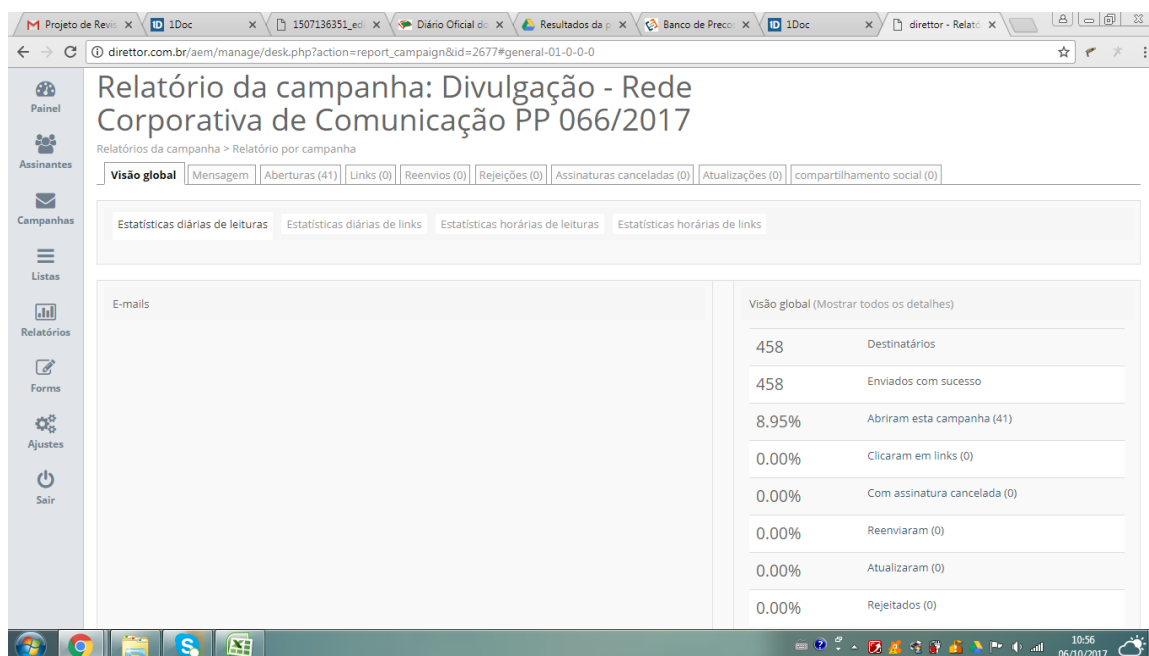 Projeto de Revis
1Doc
1507136351_edi
Diário Oficial do
Resultados da p
Banco de Preços
1Doc
direttor - Relató
direttor.com.br/aem/manage/desk.php?action=report_campaign&id=2677#general-01-0-0-0
Painel
Assinantes
Campanhas
Listas
Relatórios
Forms
Ajustes
Sair
Relatório da campanha: Divulgação - Rede
Corporativa de Comunicação PP 066/2017
Relatórios da campanha > Relatório por campanha
Visão global Mensagem Aberturas (41) Links (0) Reenvios (0) Rejeições (0) Assinaturas canceladas (0) Atualizações (0) compartilhamento social (0)
Estatísticas diárias de leituras Estatísticas diárias de links Estatísticas horárias de leituras Estatísticas horárias de links
E-mails
Visão global (Mostrar todos os detalhes)
458 Destinatários
458 Enviados com sucesso
8.95% Abriram esta campanha (41)
0.00% Clicaram em links (0)
0.00% Com assinatura cancelada (0)
0.00% Reenviaram (0)
0.00% Atualizaram (0)
0.00% Rejeitados (0)
10:56
06/10/2017